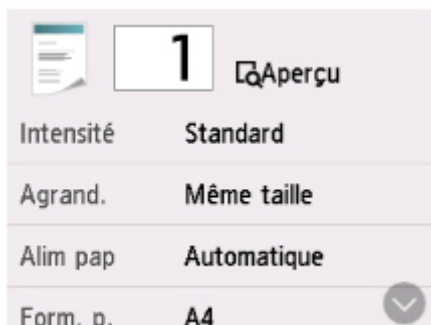 1 Aperçu
Intensité Standard
Agrand. Même taille
Alim pap Automatique
Form. p. A4